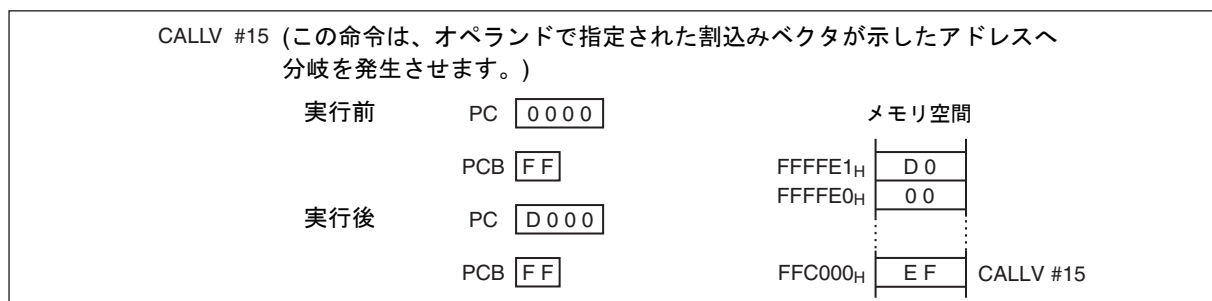 CALLV #15 (この命令は、オペランドで指定された割込みベクタが示したアドレスへ
分岐を発生させます。)
実行前 PC 0000 メモリ空間
PCB FF FFFFE1H D0
FFFFE0H 00
実行後 PC D000
PCB FF FFC000H EF CALLV #15